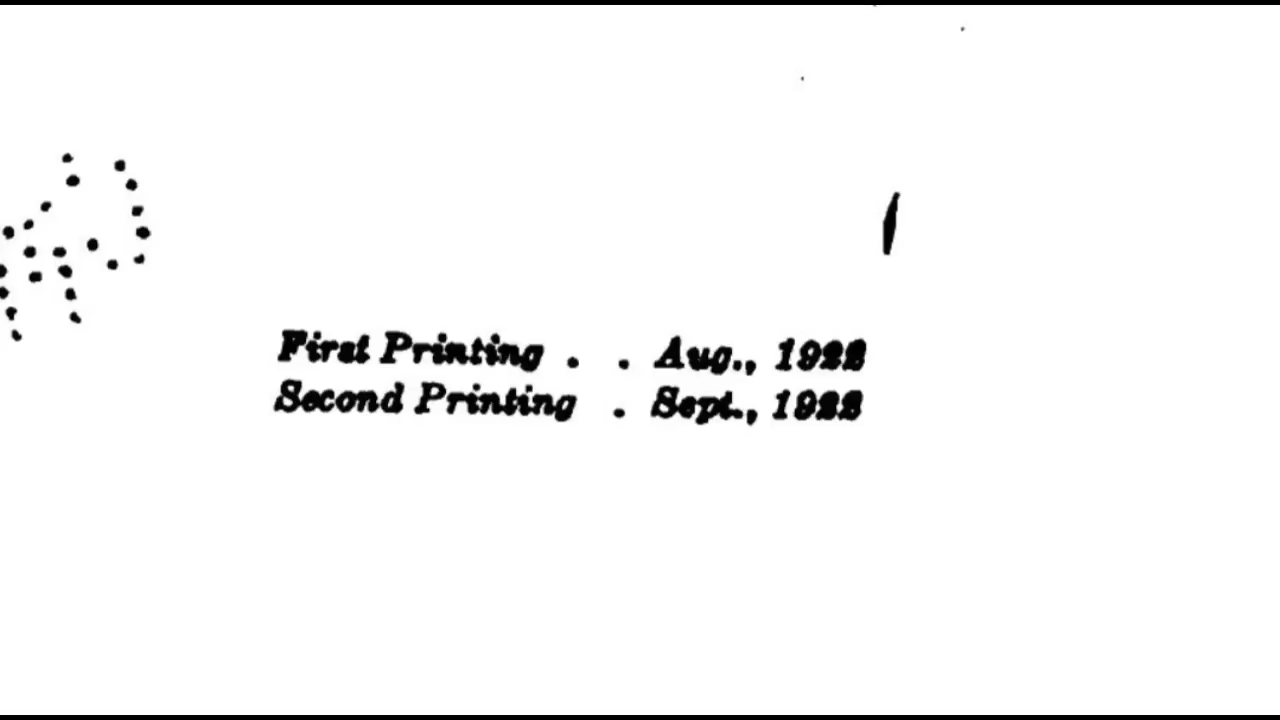 First Printing . . Aug., 1922
Second Printing . Sept., 1922